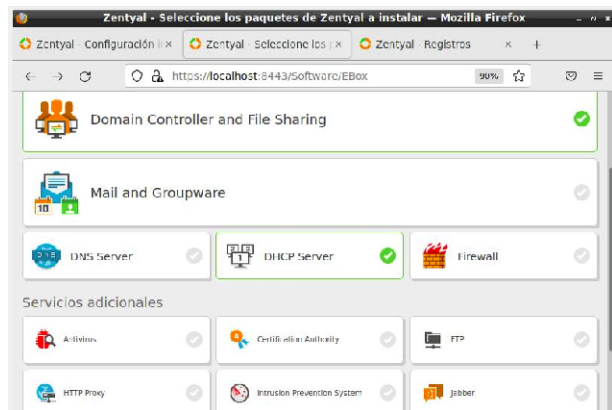 Zentyal - Seleccione los paquetes de Zentyal a instalar — Mozilla Firefox
Zentyal - Configuración
Zentyal - Seleccione los
Zentyal - Registros
https://localhost:8443/Software/EBox
90%
Domain Controller and File Sharing
Mail and Groupware
DNS Server
DHCP Server
Firewall
Servicios adicionales
Antivirus
Certification Authority
FTP
HTTP Proxy
Intrusion Prevention System
Jabber